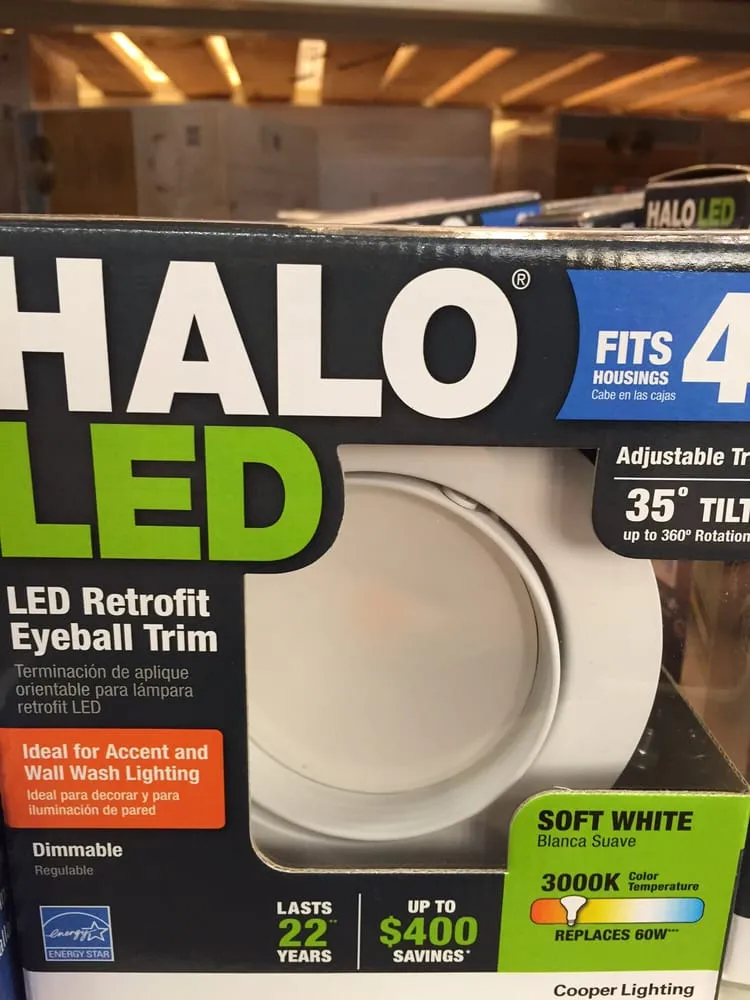 HALO LED
HALO®
LED
FITS
HOUSINGS
Cabe en las cajas
4
Adjustable Tr
35° TILT
up to 360° Rotation
LED Retrofit
Eyeball Trim
Terminación de aplique
orientable para lámpara
retrofit LED
Ideal for Accent and
Wall Wash Lighting
Ideal para decorar y para
iluminación de pared
Dimmable
Regulable
energy
ENERGY STAR
LASTS
22**
YEARS
UP TO
$400
SAVINGS*
SOFT WHITE
Blanca Suave
3000K Color
Temperature
REPLACES 60W***
Cooper Lighting